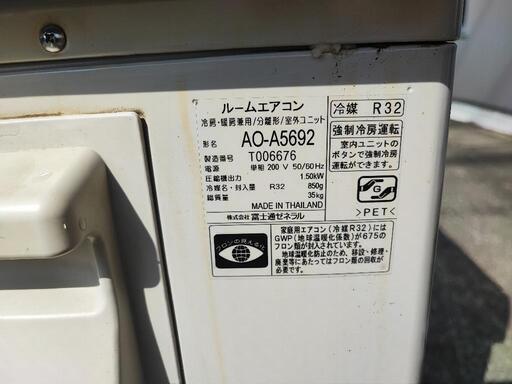 ルームエアコン
冷房・暖房兼用/分離形/室外ユニット
形名 AO-A5692
製造番号 T006676
電源 単相 200 V 50/60Hz
圧縮機出力 1.50kW
冷媒名・封入量 R32 850g
総質量 35kg
MADE IN THAILAND
株式会社 富士通ゼネラル
冷媒 R32
強制冷房運転
室内ユニットの
ボタンで強制冷房
運転ができます。
G
>PET<
フロンの見える化
家庭用エアコン(冷媒R32)には
GWP(地球温暖化係数)が675の
フロン類が封入されています。
地球温暖化防止のため、移設・修理・
廃棄等にあたってはフロン類の回収が
必要です。